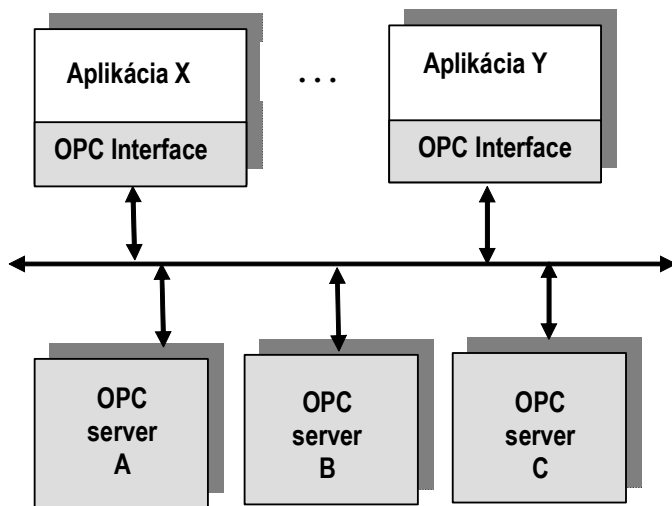 Aplikácia X
. . .
Aplikácia Y
OPC Interface
OPC Interface
OPC
server
A
OPC
server
B
OPC
server
C